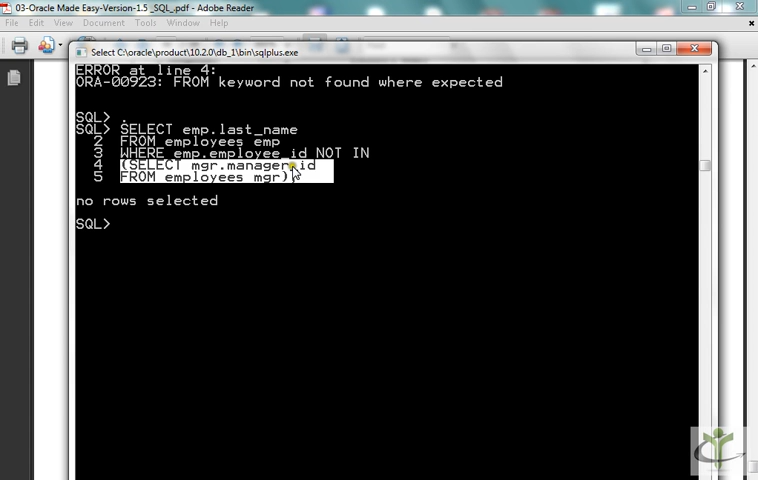 03-Oracle Made Easy-Version-1.5 _SQL_.pdf - Adobe Reader
File Edit View Document Tools Window Help
Select C:\oracle\product\10.2.0\db_1\bin\sqlplus.exe
ERROR at line 4:
ORA-00923: FROM keyword not found where expected
SQL> .
SQL> SELECT emp.last_name
2 FROM employees emp
3 WHERE emp.employee_id NOT IN
4 (SELECT mgr.manager_id
5 FROM employees mgr);
no rows selected
SQL>